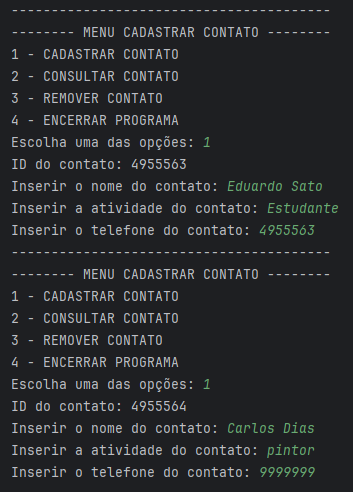 ----------------------------------------
-------- MENU CADASTRAR CONTATO --------
1 - CADASTRAR CONTATO
2 - CONSULTAR CONTATO
3 - REMOVER CONTATO
4 - ENCERRAR PROGRAMA
Escolha uma das opções: 1
ID do contato: 4955563
Inserir o nome do contato: Eduardo Sato
Inserir a atividade do contato: Estudante
Inserir o telefone do contato: 4955563
----------------------------------------
-------- MENU CADASTRAR CONTATO --------
1 - CADASTRAR CONTATO
2 - CONSULTAR CONTATO
3 - REMOVER CONTATO
4 - ENCERRAR PROGRAMA
Escolha uma das opções: 1
ID do contato: 4955564
Inserir o nome do contato: Carlos Dias
Inserir a atividade do contato: pintor
Inserir o telefone do contato: 9999999